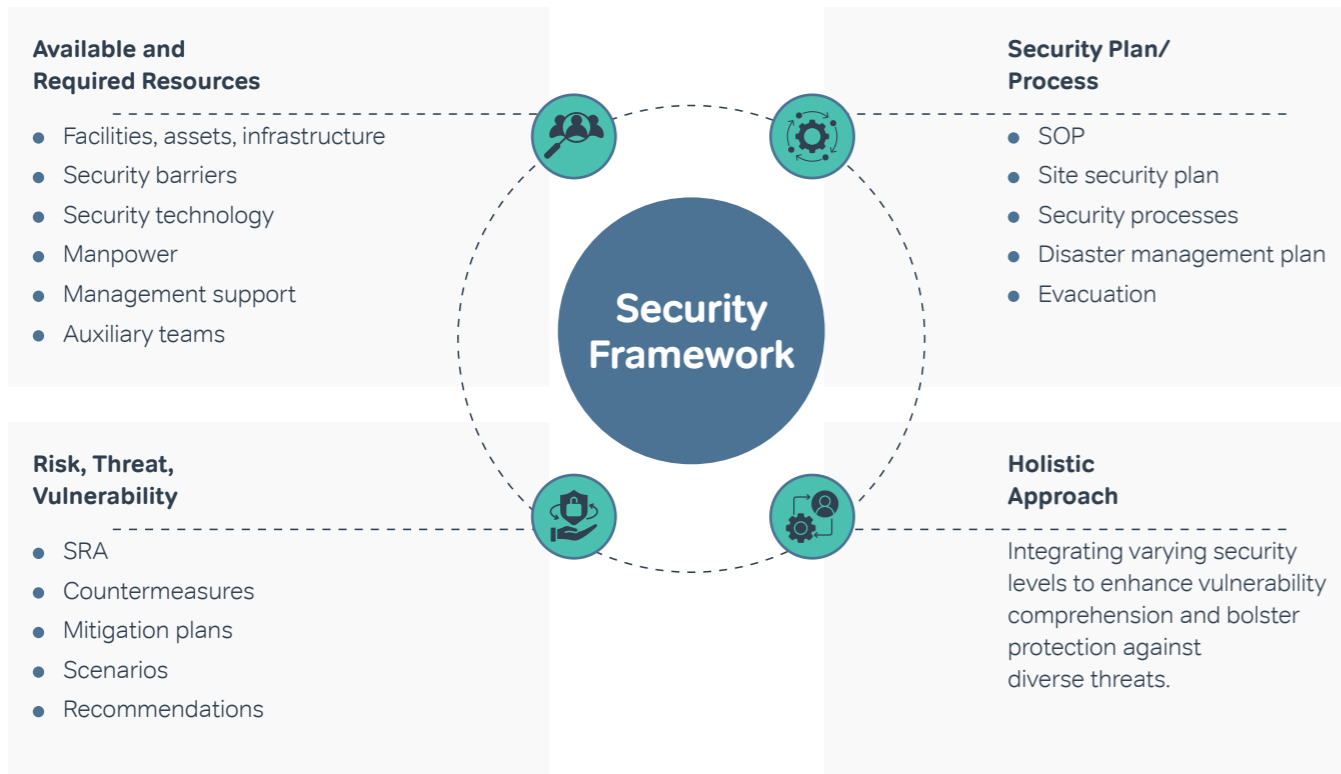 Available and
Required Resources
Facilities, assets, infrastructure
Security barriers
Security technology
Manpower
Management support
Auxiliary teams
Security Plan/
Process
SOP
Site security plan
Security processes
Disaster management plan
Evacuation
Security
Framework
Risk, Threat,
Vulnerability
SRA
Countermeasures
Mitigation plans
Scenarios
Recommendations
Holistic
Approach
Integrating varying security
levels to enhance vulnerability
comprehension and bolster
protection against
diverse threats.